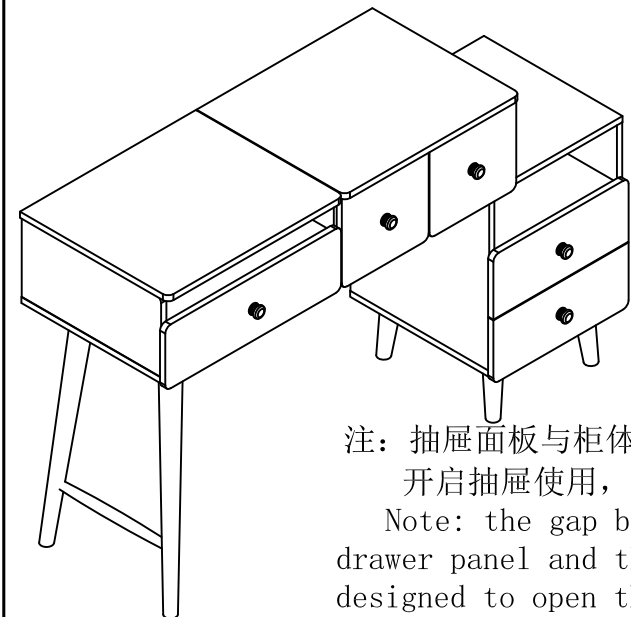 注：抽屉面板与柜体
开启抽屉使用，
Note: the gap b
drawer panel and t
designed to open t